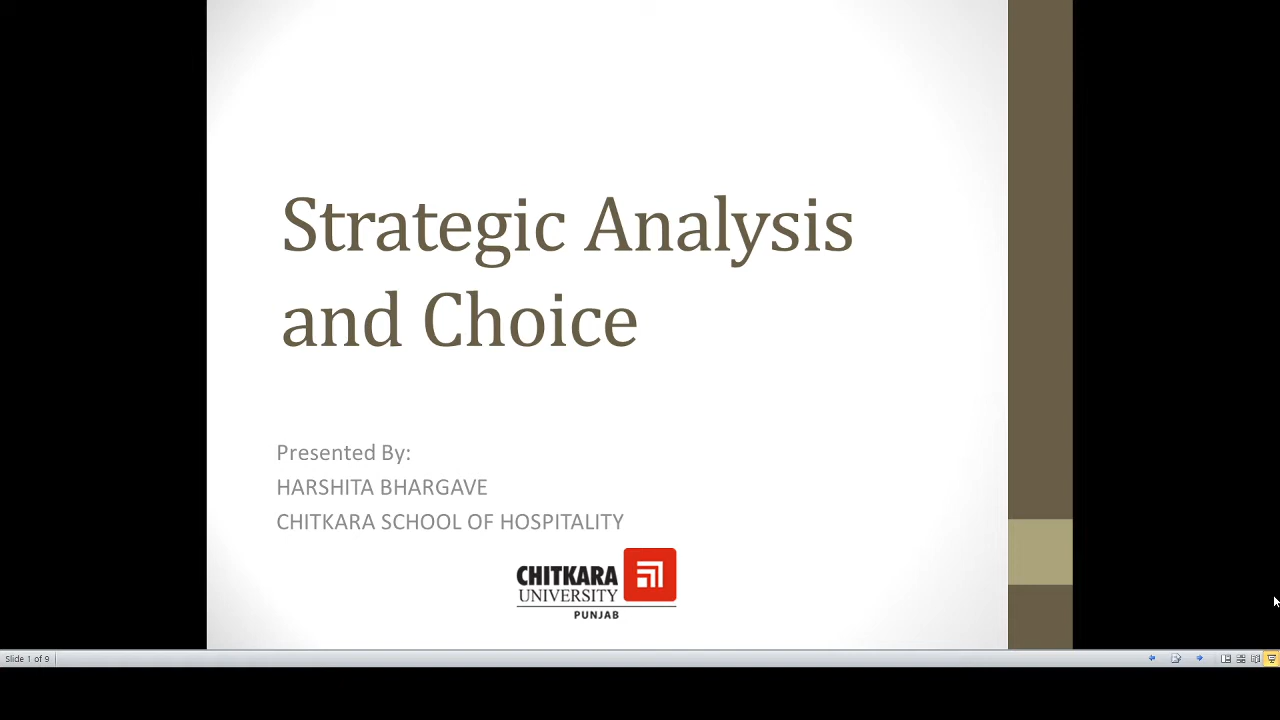 Strategic Analysis
and Choice
Presented By:
HARSHITA BHARGAVE
CHITKARA SCHOOL OF HOSPITALITY
CHITKARA
UNIVERSITY
PUNJAB
Slide 1 of 9